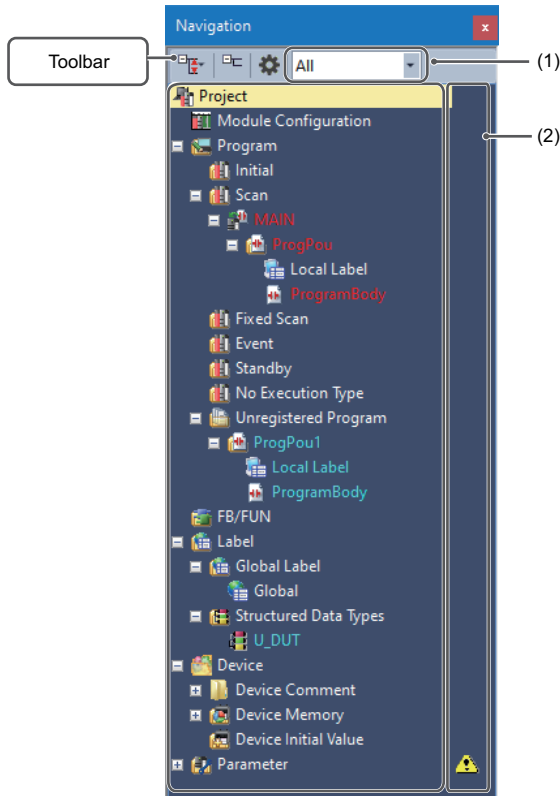 Navigation
x
Toolbar
All
(1)
Project
(2)
Module Configuration
Program
Initial
Scan
MAIN
ProgPou
Local Label
ProgramBody
Fixed Scan
Event
Standby
No Execution Type
Unregistered Program
ProgPou1
Local Label
ProgramBody
FB/FUN
Label
Global Label
Global
Structured Data Types
U_DUT
Device
Device Comment
Device Memory
Device Initial Value
Parameter